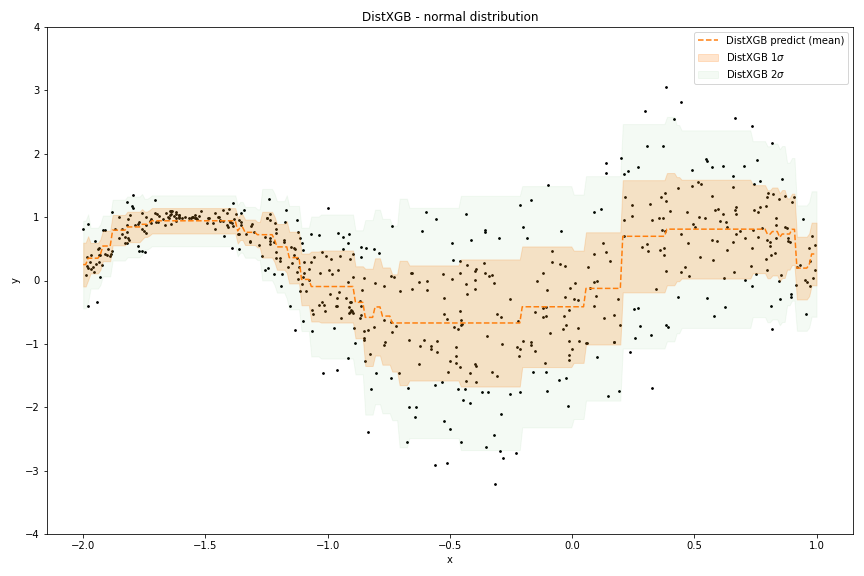 DistXGB - normal distribution
DistXGB predict (mean)
DistXGB 1σ
DistXGB 2σ
4
3
2
1
0
−1
−2
−3
−4
y
−2.0
−1.5
−1.0
−0.5
0.0
0.5
1.0
x